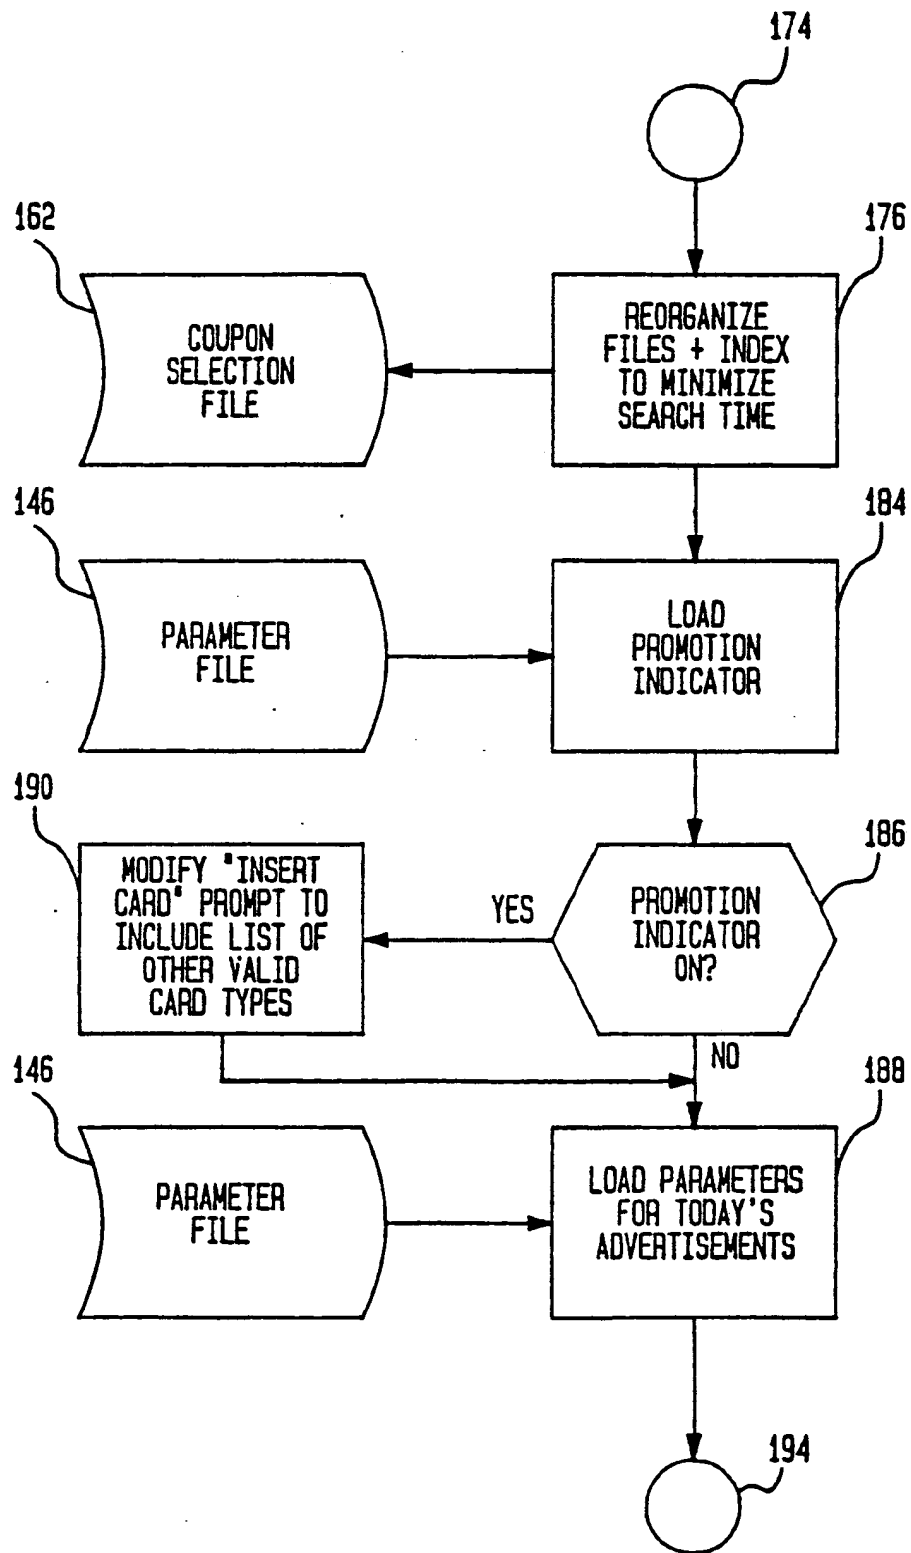 174
162
176
COUPON
SELECTION
FILE
REORGANIZE
FILES + INDEX
TO MINIMIZE
SEARCH TIME
146
184
PARAMETER
FILE
LOAD
PROMOTION
INDICATOR
190
186
MODIFY "INSERT
CARD" PROMPT TO
INCLUDE LIST OF
OTHER VALID
CARD TYPES
YES
PROMOTION
INDICATOR
ON?
NO
146
188
PARAMETER
FILE
LOAD PARAMETERS
FOR TODAY'S
ADVERTISEMENTS
194